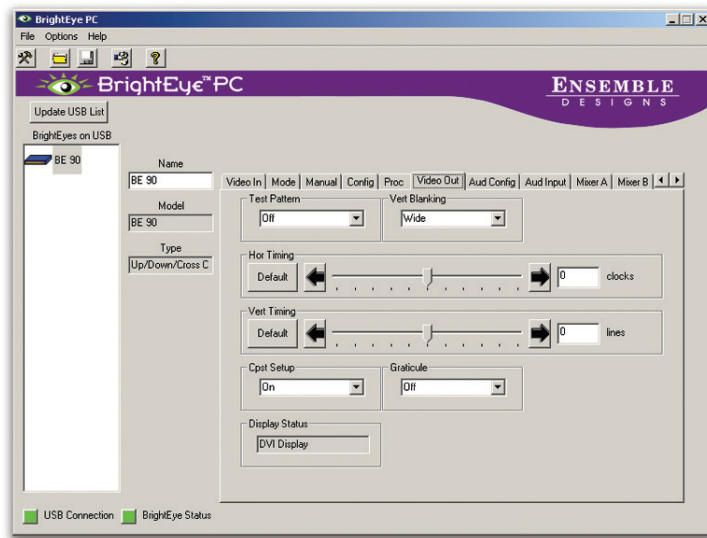 BrightEye PC
File Options Help
BrightEye™ PC
ENSEMBLE
DESIGNS
Update USB List
BrightEyes on USB
BE 90
Name
BE 90
Model
BE 90
Type
Up/Down/Cross C
Video In Mode Manual Config Proc Video Out Aud Config Aud Input Mixer A Mixer B
Test Pattern
Off
Vert Blanking
Wide
Hor Timing
Default 0 clocks
Vert Timing
Default 0 lines
Cpst Setup
On
Graticule
Off
Display Status
DVI Display
USB Connection BrightEye Status